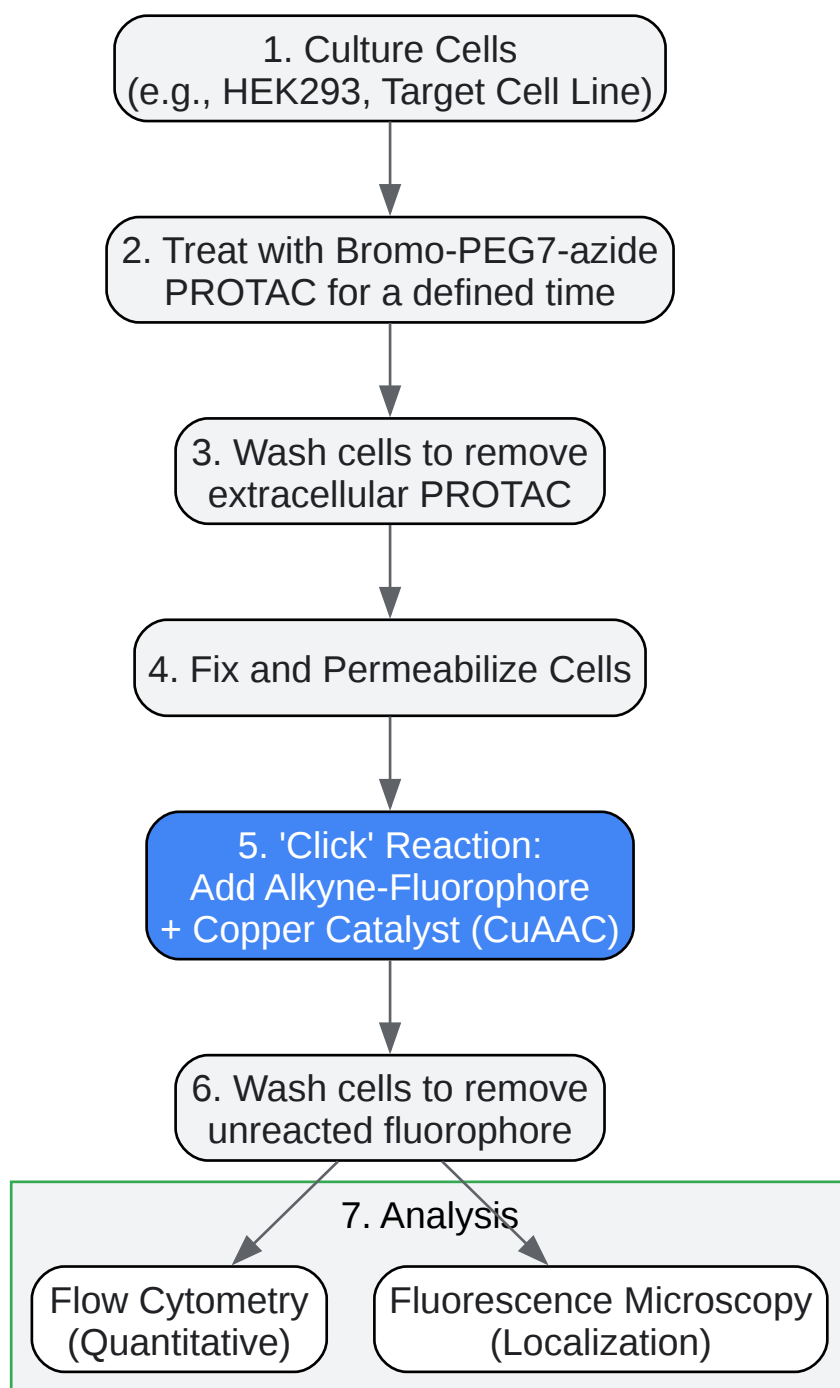 1. Culture Cells
(e.g., HEK293, Target Cell Line)
2. Treat with Bromo-PEG7-azide
PROTAC for a defined time
3. Wash cells to remove
extracellular PROTAC
4. Fix and Permeabilize Cells
5. 'Click' Reaction:
Add Alkyne-Fluorophore
+ Copper Catalyst (CuAAC)
6. Wash cells to remove
unreacted fluorophore
7. Analysis
Flow Cytometry
(Quantitative)
Fluorescence Microscopy
(Localization)